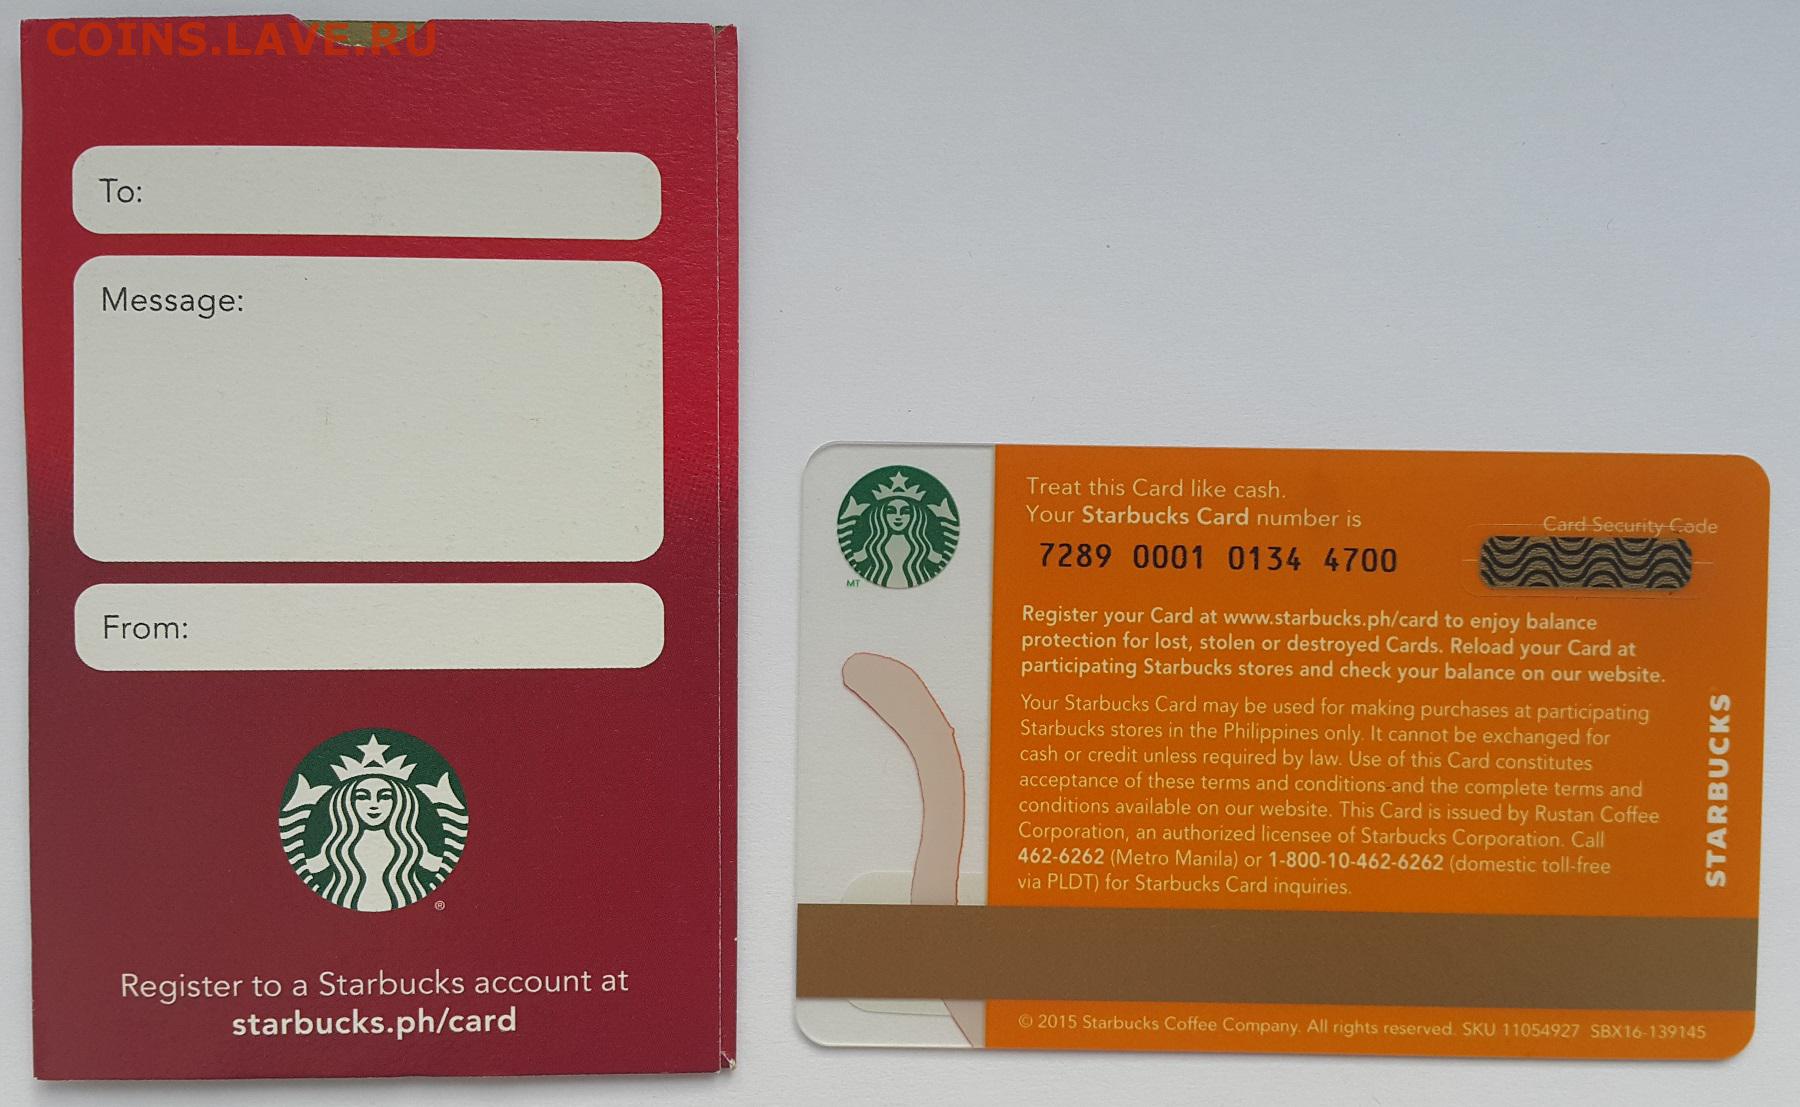 COINS.LAVE.RU
To:
Message:
From:
®
Register to a Starbucks account at
starbucks.ph/card
MT
Treat this Card like cash.
Your Starbucks Card number is
7289 0001 0134 4700
Card Security Code
Register your Card at www.starbucks.ph/card to enjoy balance
protection for lost, stolen or destroyed Cards. Reload your Card at
participating Starbucks stores and check your balance on our website.
Your Starbucks Card may be used for making purchases at participating
Starbucks stores in the Philippines only. It cannot be exchanged for
cash or credit unless required by law. Use of this Card constitutes
acceptance of these terms and conditions and the complete terms and
conditions available on our website. This Card is issued by Rustan Coffee
Corporation, an authorized licensee of Starbucks Corporation. Call
462-6262 (Metro Manila) or 1-800-10-462-6262 (domestic toll-free
via PLDT) for Starbucks Card inquiries.
STARBUCKS
© 2015 Starbucks Coffee Company. All rights reserved. SKU 11054927 SBX16-139145